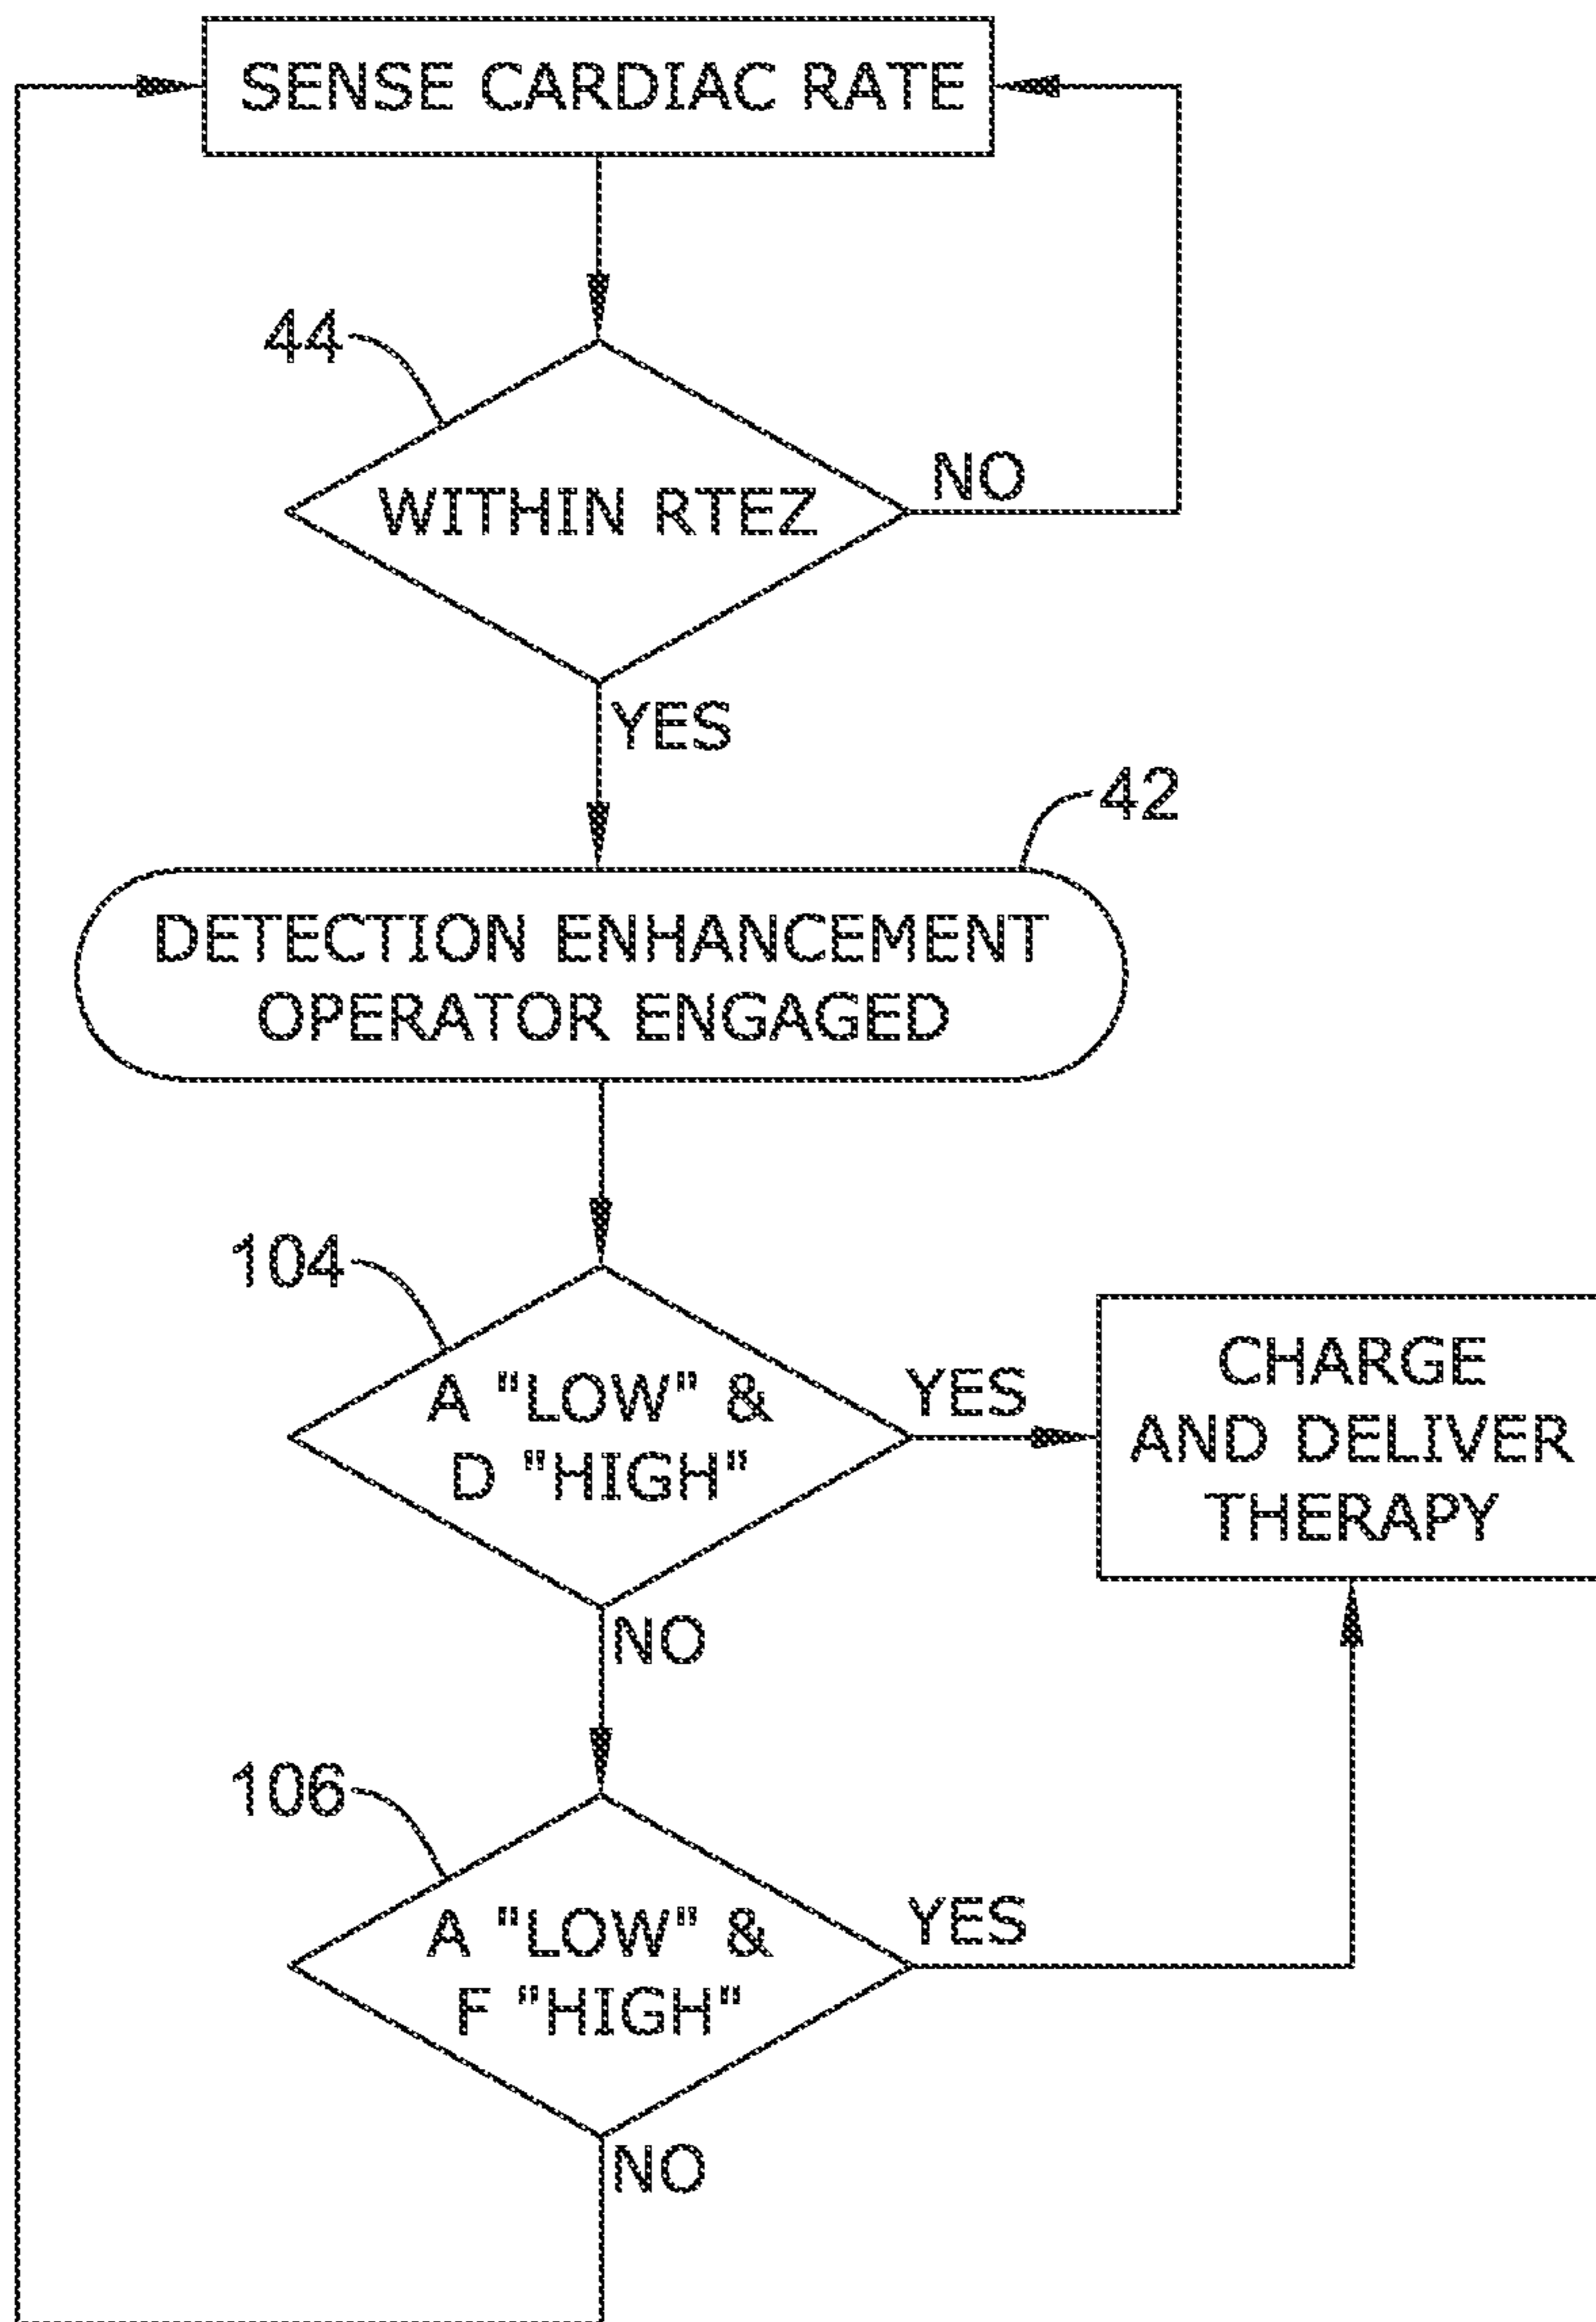 SENSE CARDIAC RATE
44
WITHIN RTEZ
NO
YES
42
DETECTION ENHANCEMENT
OPERATOR ENGAGED
104
A "LOW" &
D "HIGH"
YES
CHARGE
AND DELIVER
THERAPY
NO
106
A "LOW" &
F "HIGH"
YES
NO